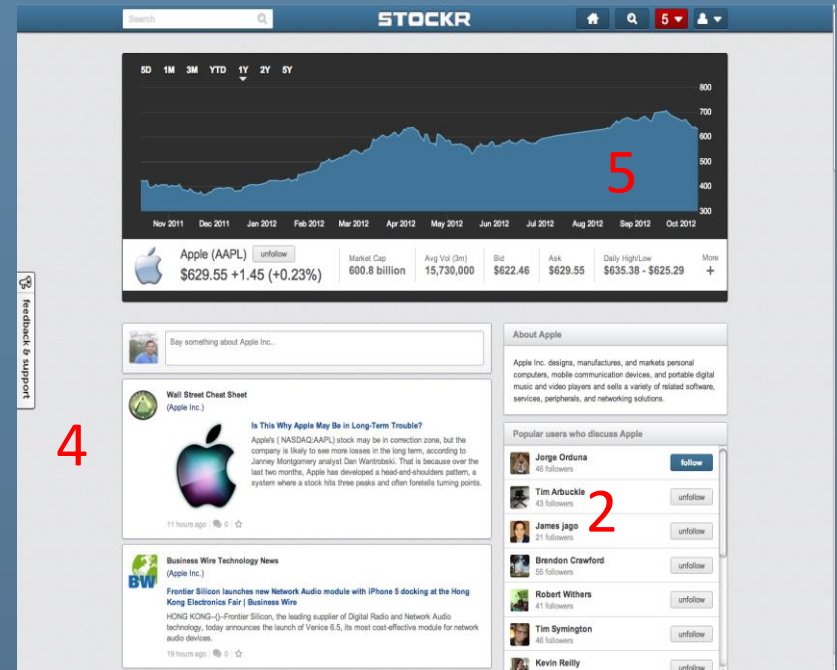 Search
STOCKR
5
5D 1M 3M YTD 1Y 2Y 5Y
800
700
600
500
400
300
5
Nov 2011 Dec 2011 Jan 2012 Feb 2012 Mar 2012 Apr 2012 May 2012 Jun 2012 Jul 2012 Aug 2012 Sep 2012 Oct 2012
Apple (AAPL) unfollow
$629.55 +1.45 (+0.23%)
Market Cap
600.8 billion
Avg Vol (3m)
15,730,000
Bid
$622.46
Ask
$629.55
Daily High/Low
$635.38 - $625.29
More
+
feedback & support
Say something about Apple Inc..
4
Wall Street Cheat Sheet
(Apple Inc.)
Is This Why Apple May Be in Long-Term Trouble?
Apple's ( NASDAQ:AAPL) stock may be in correction zone, but the
company is likely to see more losses in the long term, according to
Janney Montgomery analyst Dan Wantrobski. That is because over the
last two months, Apple has developed a head-and-shoulders pattern, a
system where a stock hits three peaks and often foretells turning points.
11 hours ago 0
BW
Business Wire Technology News
(Apple Inc.)
Frontier Silicon launches new Network Audio module with iPhone 5 docking at the Hong
Kong Electronics Fair | Business Wire
HONG KONG--()--Frontier Silicon, the leading supplier of Digital Radio and Network Audio
technology, today announces the launch of Venice 6.5, its most cost-effective module for network
audio devices.
19 hours ago 0
About Apple
Apple Inc. designs, manufactures, and markets personal
computers, mobile communication devices, and portable digital
music and video players and sells a variety of related software,
services, peripherals, and networking solutions.
Popular users who discuss Apple
Jorge Orduna
46 followers
follow
Tim Arbuckle
43 followers
unfollow
2
James jago
21 followers
unfollow
Brendon Crawford
55 followers
unfollow
Robert Withers
41 followers
unfollow
Tim Symington
46 followers
unfollow
Kevin Reilly
unfollow